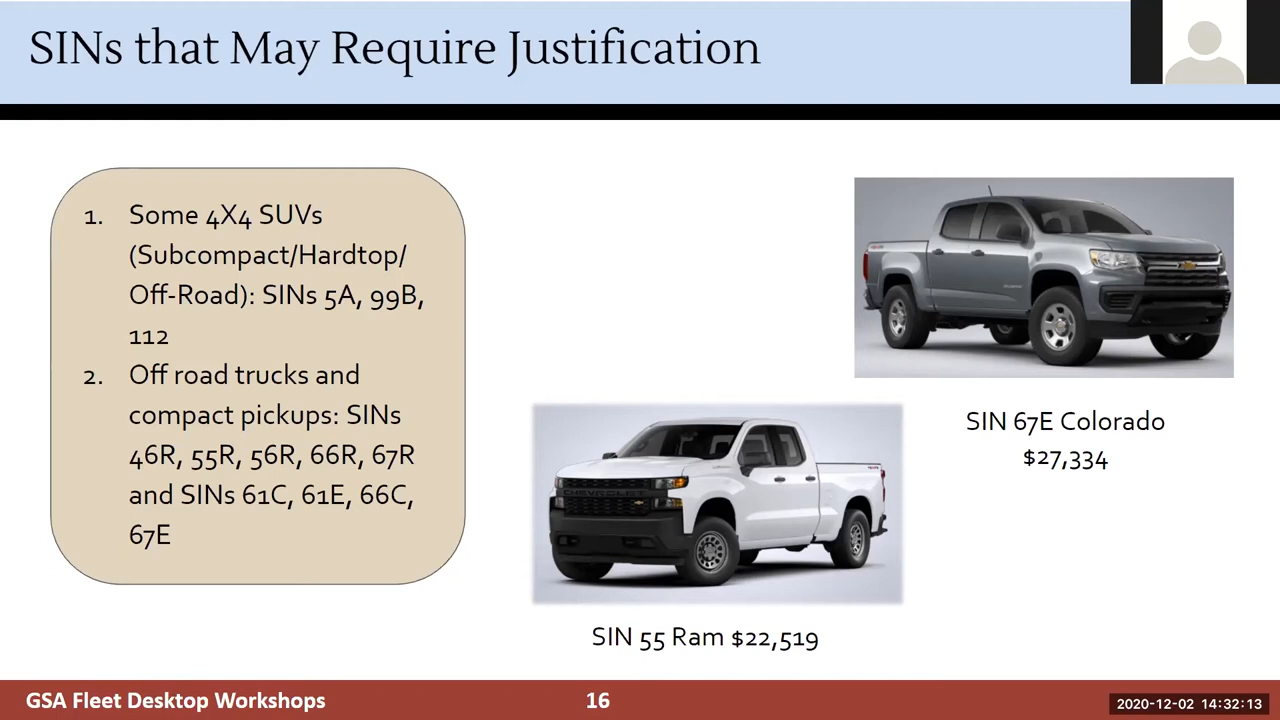 SINs that May Require Justification
1. Some 4X4 SUVs
(Subcompact/Hardtop/
Off-Road): SINs 5A, 99B,
112
2. Off road trucks and
compact pickups: SINs
46R, 55R, 56R, 66R, 67R
and SINs 61C, 61E, 66C,
67E
SIN 67E Colorado
$27,334
CHEVROLET
SIN 55 Ram $22,519
GSA Fleet Desktop Workshops
16
2020-12-02 14:32:13